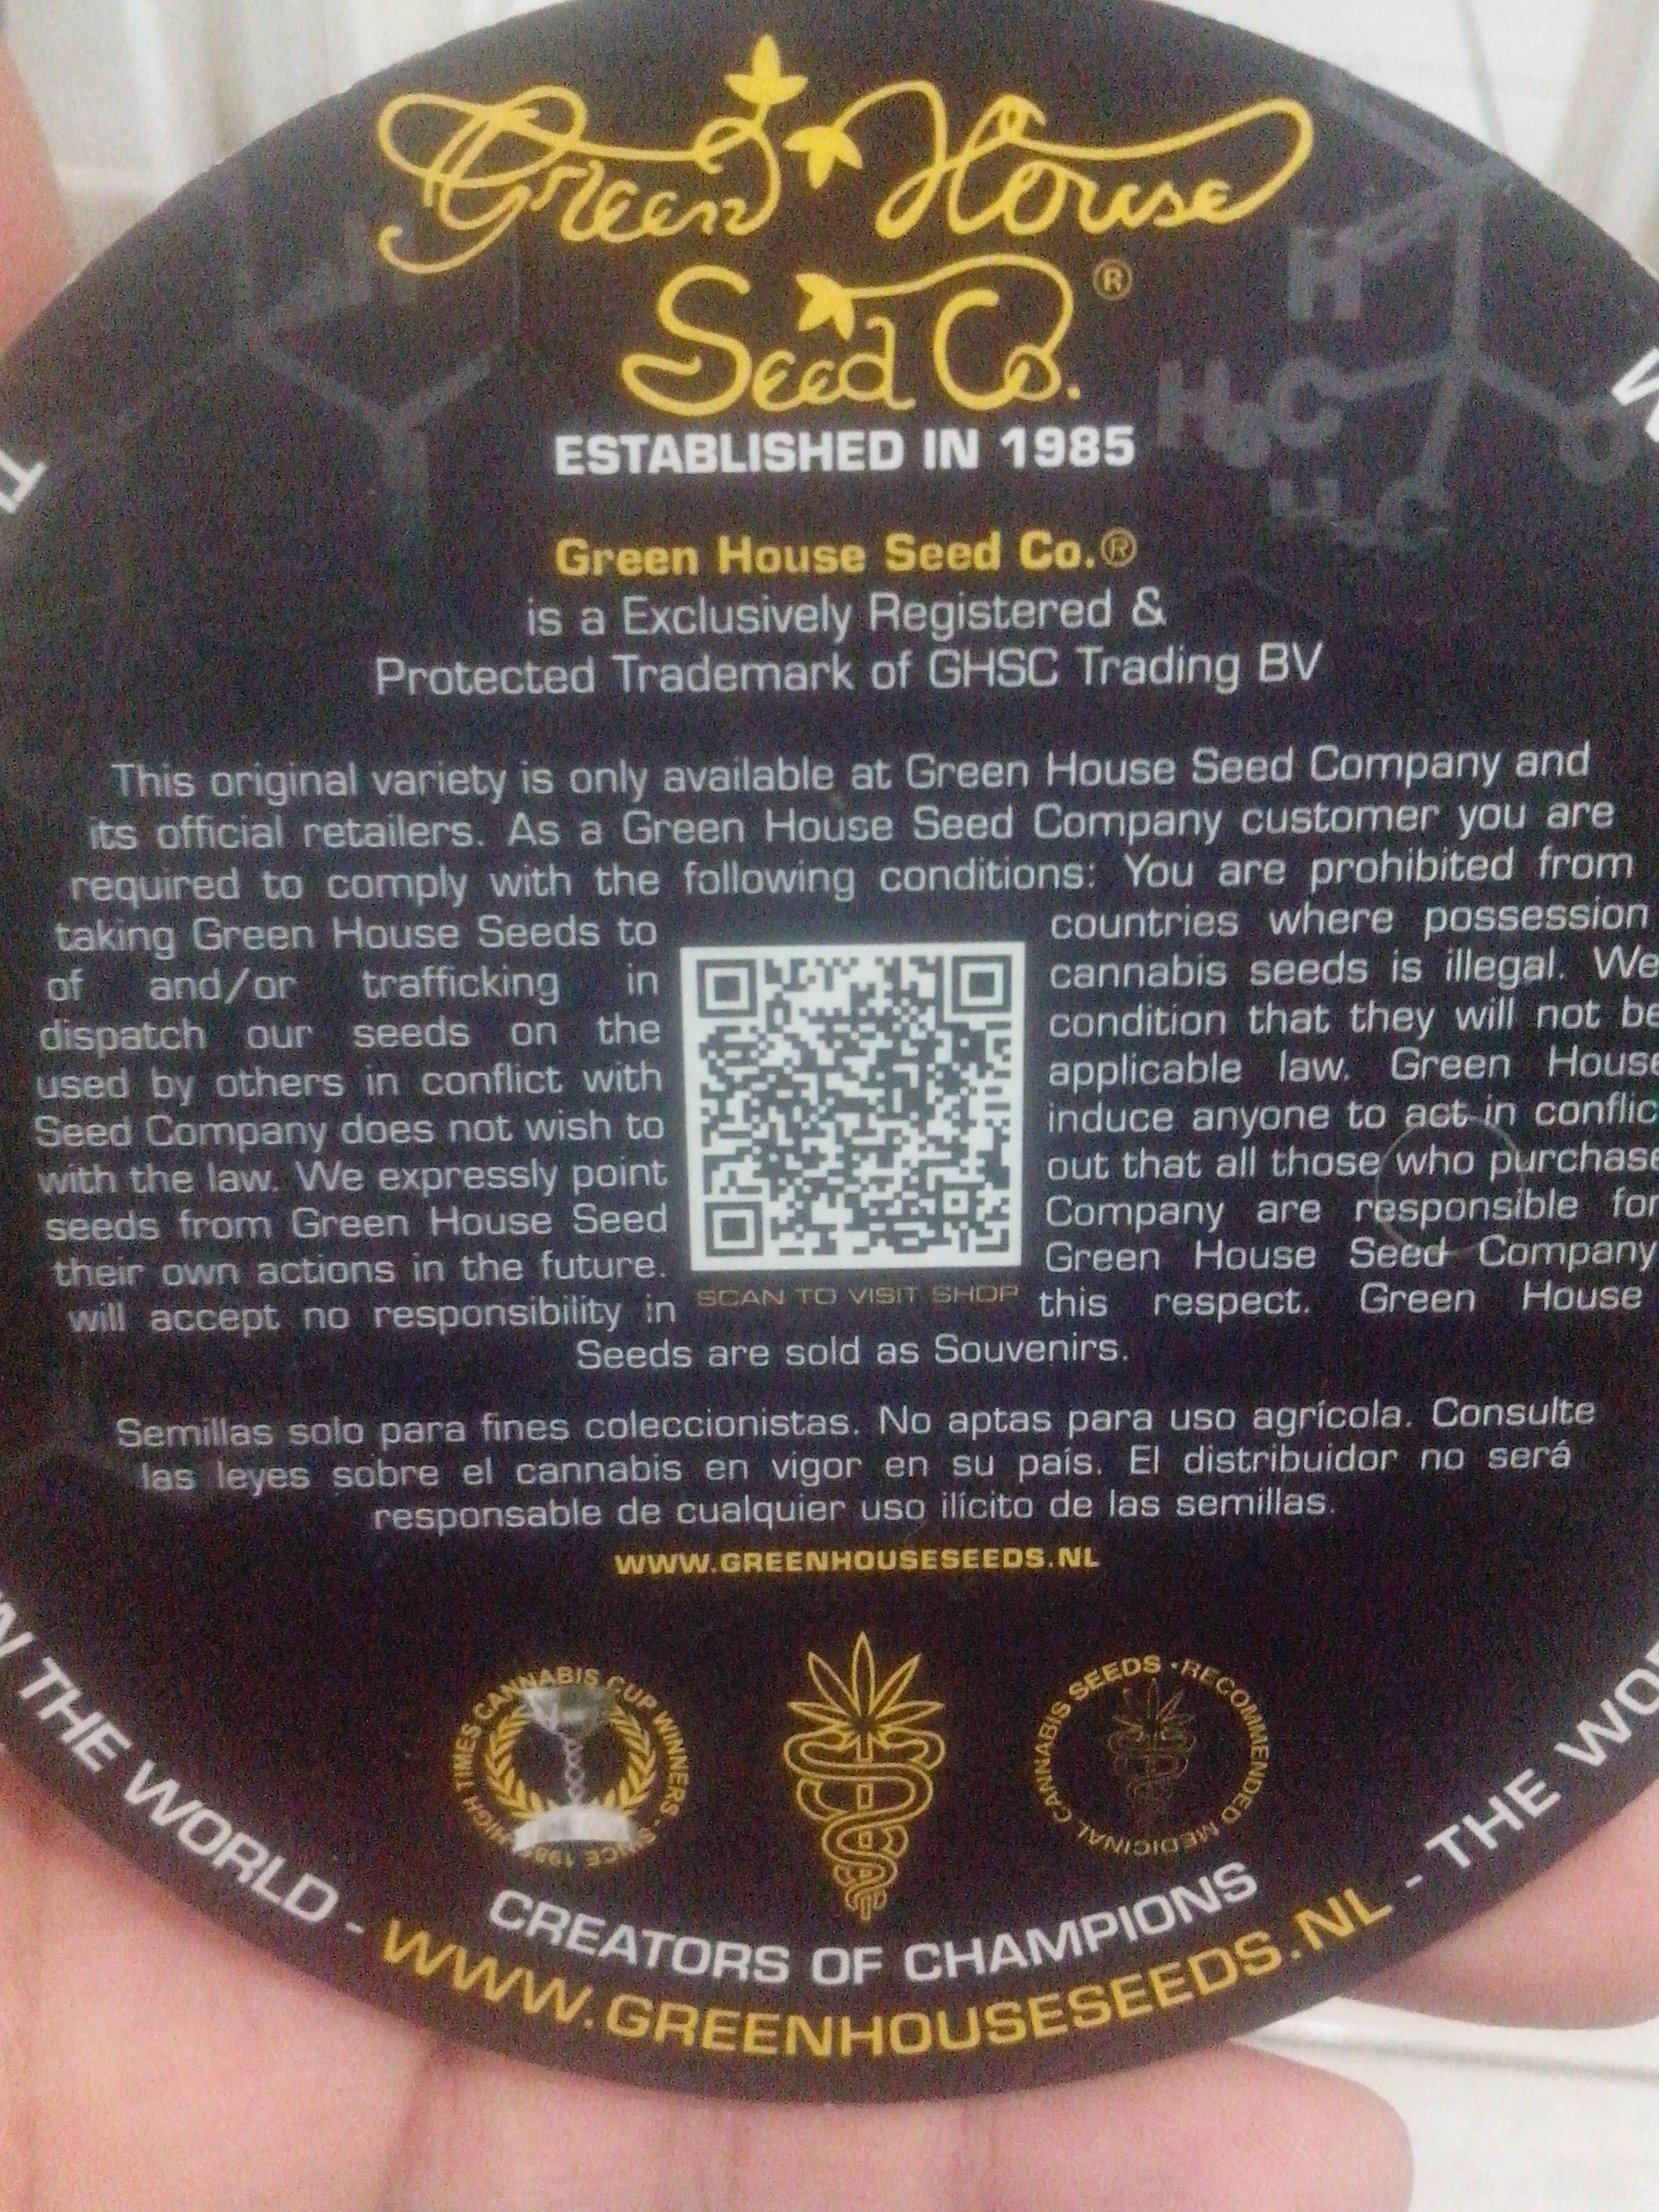 Green House
Seed Co.®
ESTABLISHED IN 1985
Green House Seed Co.®
is a Exclusively Registered &
Protected Trademark of GHSC Trading BV
This original variety is only available at Green House Seed Company and
its official retailers. As a Green House Seed Company customer you are
required to comply with the following conditions: You are prohibited from
taking Green House Seeds to countries where possession
of and/or trafficking in cannabis seeds is illegal. We
dispatch our seeds on the condition that they will not be
used by others in conflict with applicable law. Green House
Seed Company does not wish to induce anyone to act in conflic
with the law. We expressly point out that all those who purchase
seeds from Green House Seed Company are responsible for
their own actions in the future. Green House Seed Company
will accept no responsibility in this respect. Green House
SCAN TO VISIT SHOP
Seeds are sold as Souvenirs.
Semillas solo para fines coleccionistas. No aptas para uso agrícola. Consulte
las leyes sobre el cannabis en vigor en su país. El distribuidor no será
responsable de cualquier uso ilícito de las semillas.
WWW.GREENHOUSESEEDS.NL
HIGH TIMES CANNABIS CUP WINNERS
CANNABIS SEEDS · RECOMMENDED MEDICINAL
CREATORS OF CHAMPIONS
IN THE WORLD - WWW.GREENHOUSESEEDS.NL - THE WO
H
H₃C
O